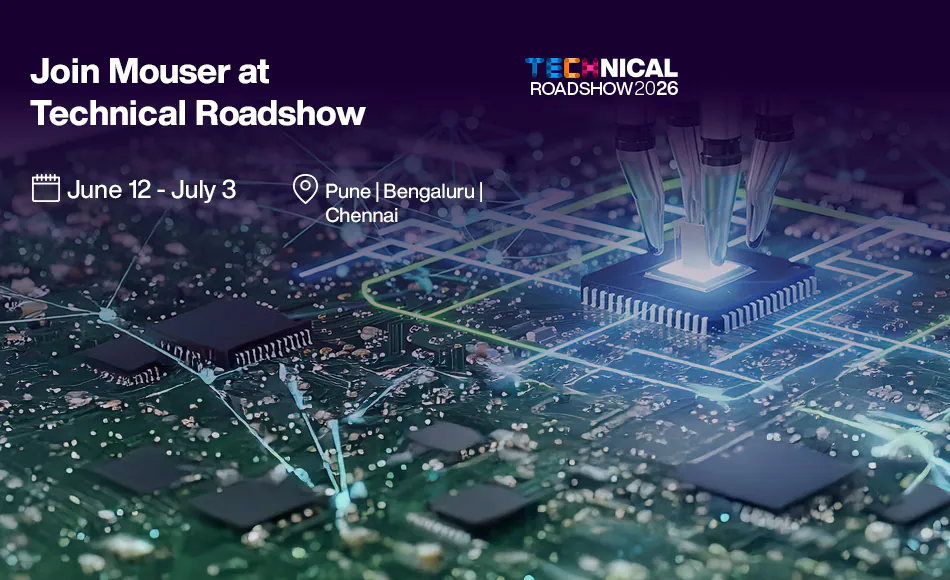 Join Mouser at
Technical Roadshow
TECHNICAL
ROADSHOW2026
June 12 - July 3
Pune | Bengaluru |
Chennai